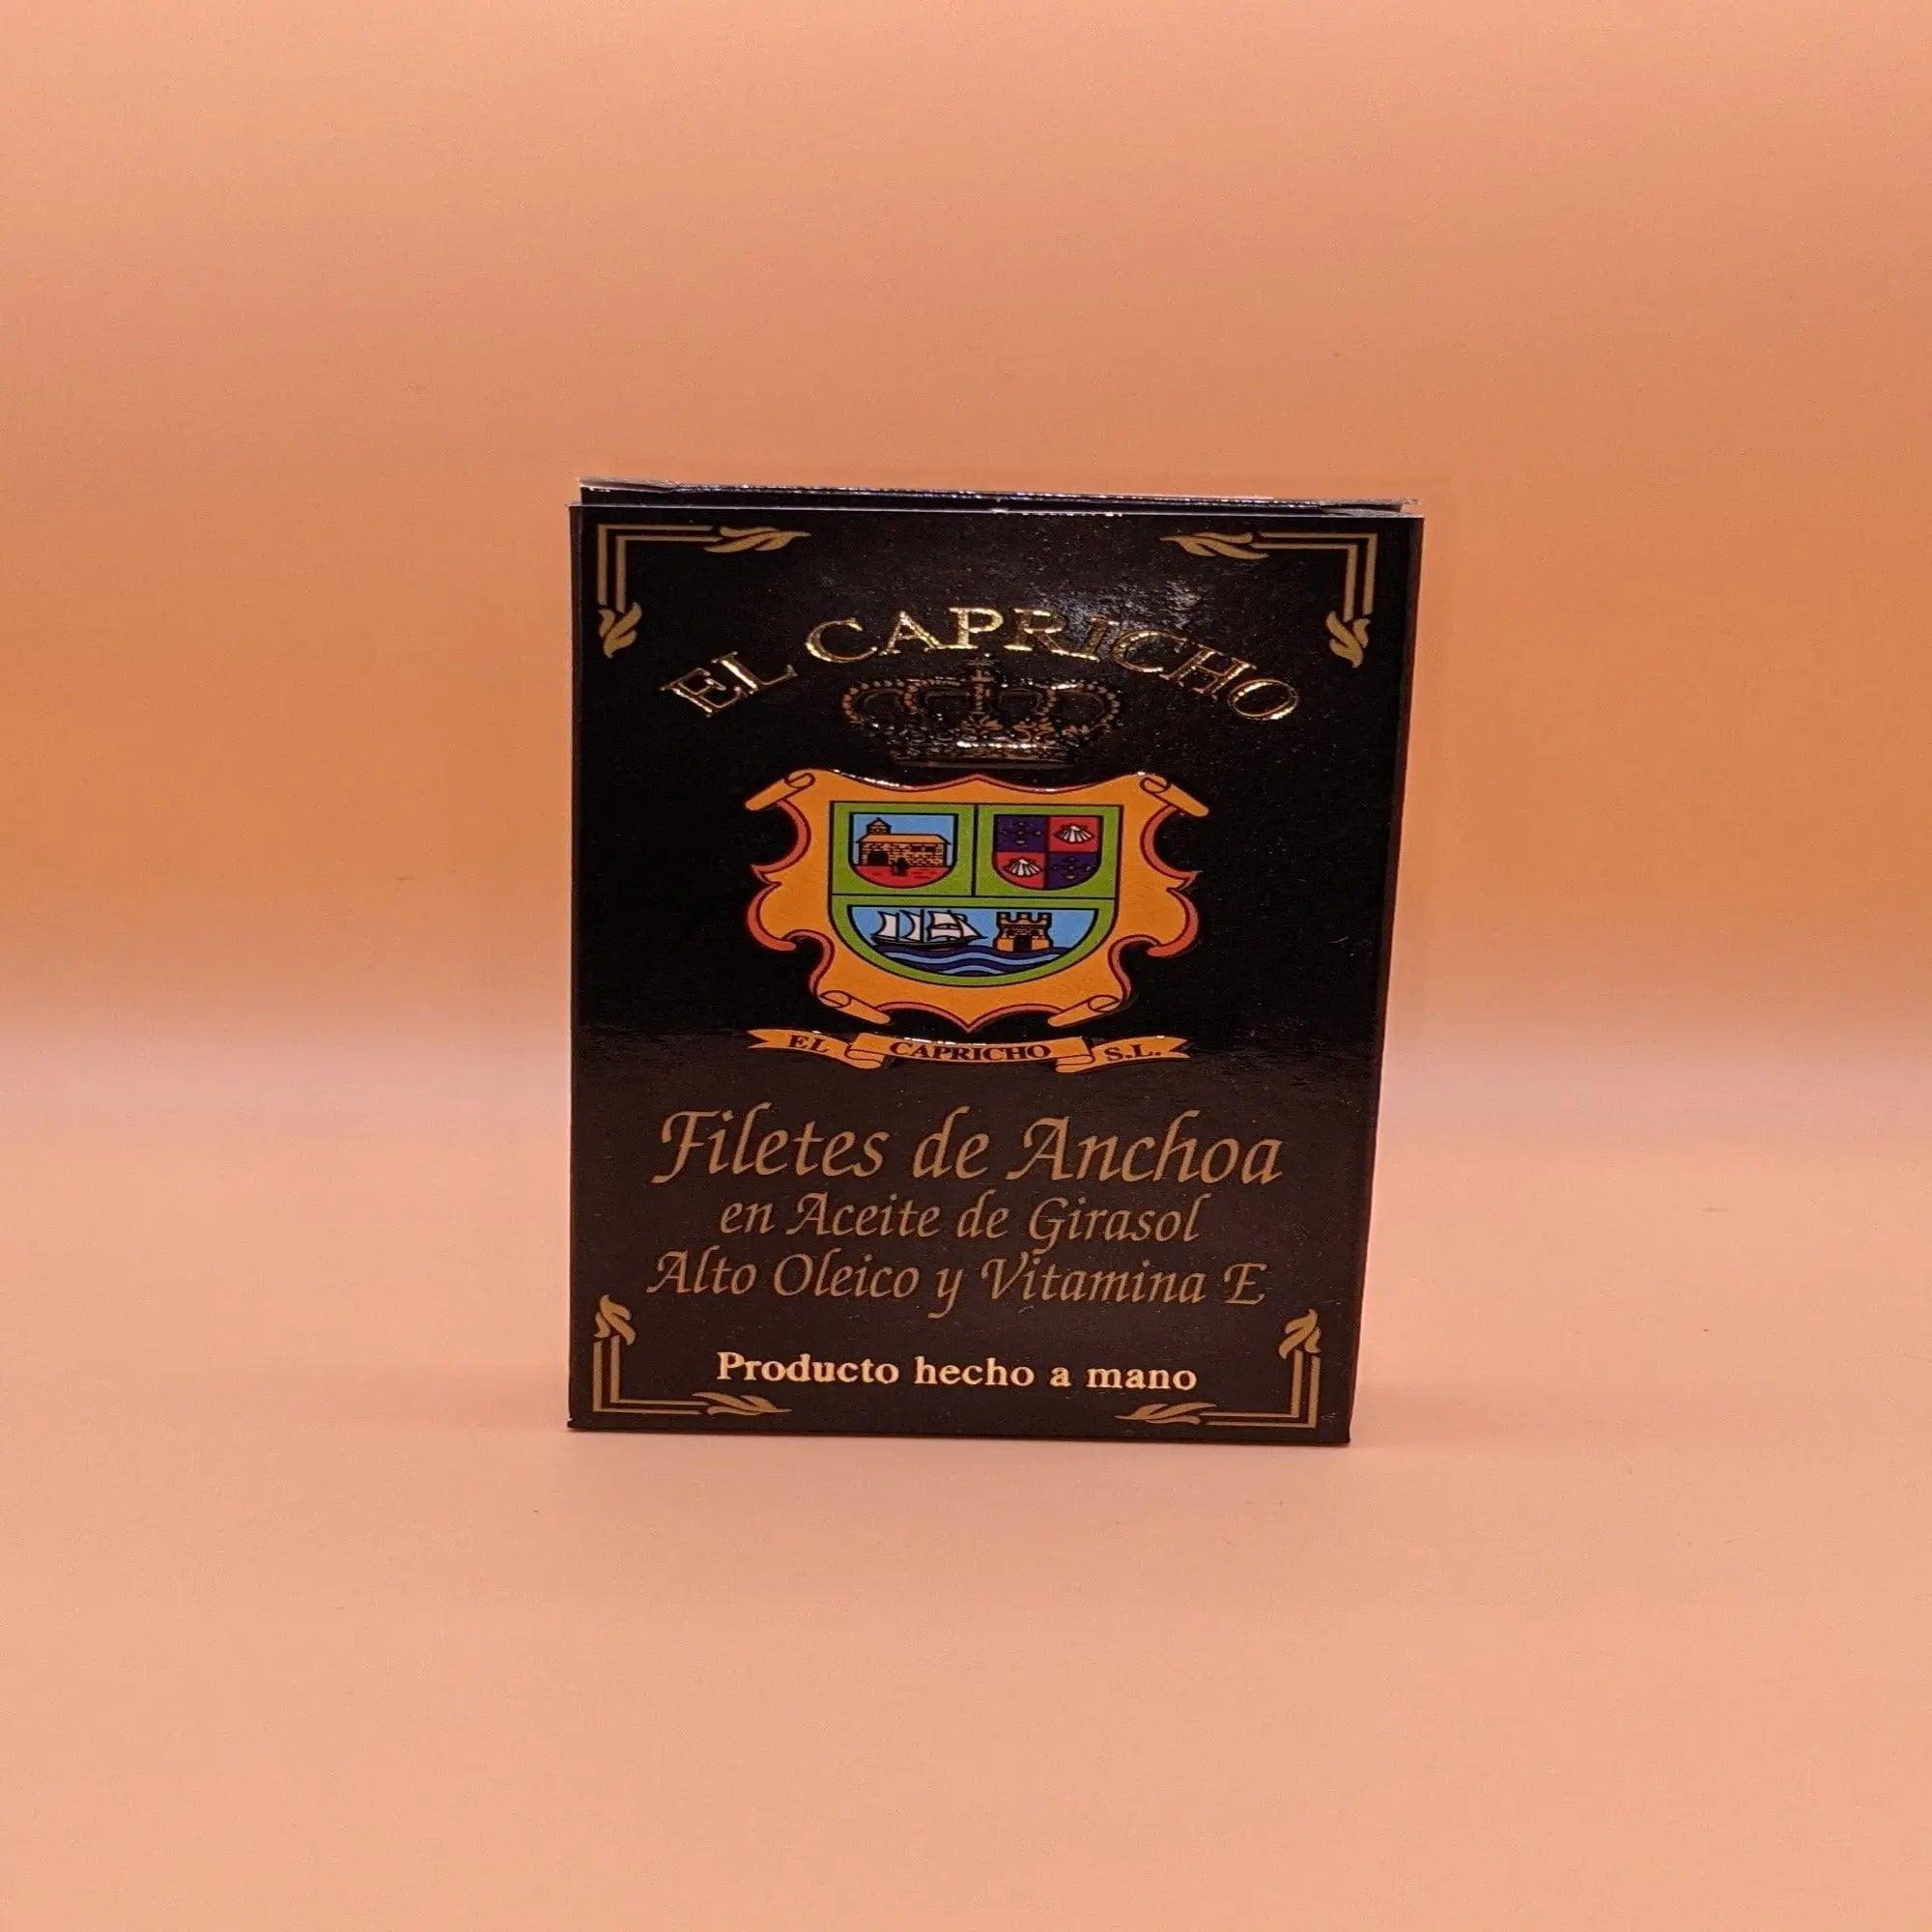 EL CAPRICHO
EL CAPRICHO S.L.
Filetes de Anchoa
en Aceite de Girasol
Alto Oleico y Vitamina E
Producto hecho a mano